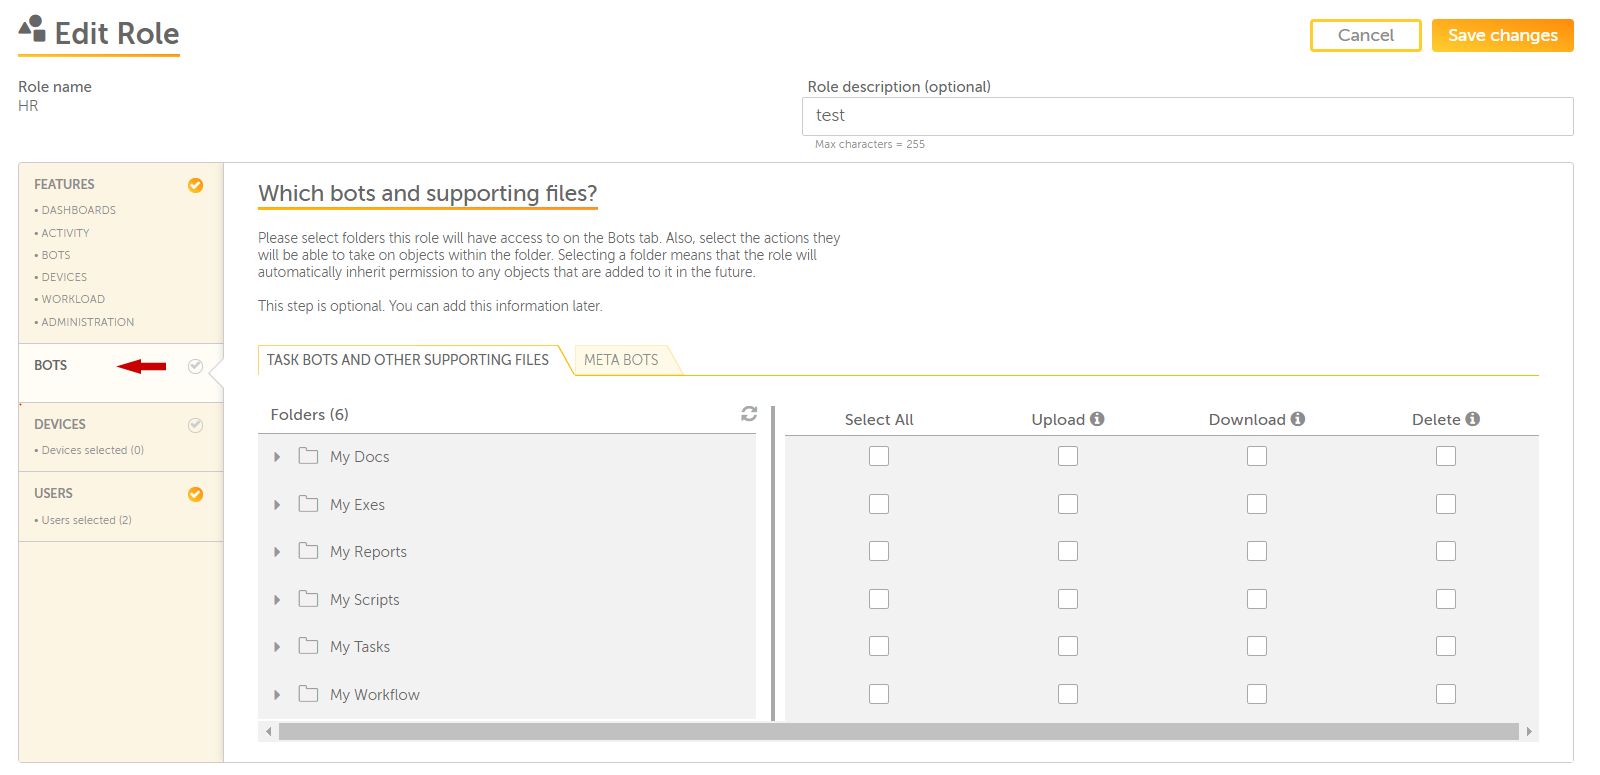 Edit Role
Cancel
Save changes
Role name
HR
Role description (optional)
test
Max characters = 255
FEATURES
• DASHBOARDS
• ACTIVITY
• BOTS
• DEVICES
• WORKLOAD
• ADMINISTRATION
BOTS
DEVICES
• Devices selected (0)
USERS
• Users selected (2)
Which bots and supporting files?
Please select folders this role will have access to on the Bots tab. Also, select the actions they
will be able to take on objects within the folder. Selecting a folder means that the role will
automatically inherit permission to any objects that are added to it in the future.
This step is optional. You can add this information later.
TASK BOTS AND OTHER SUPPORTING FILES
META BOTS
Folders (6)
Select All
Upload
Download
Delete
My Docs
My Exes
My Reports
My Scripts
My Tasks
My Workflow